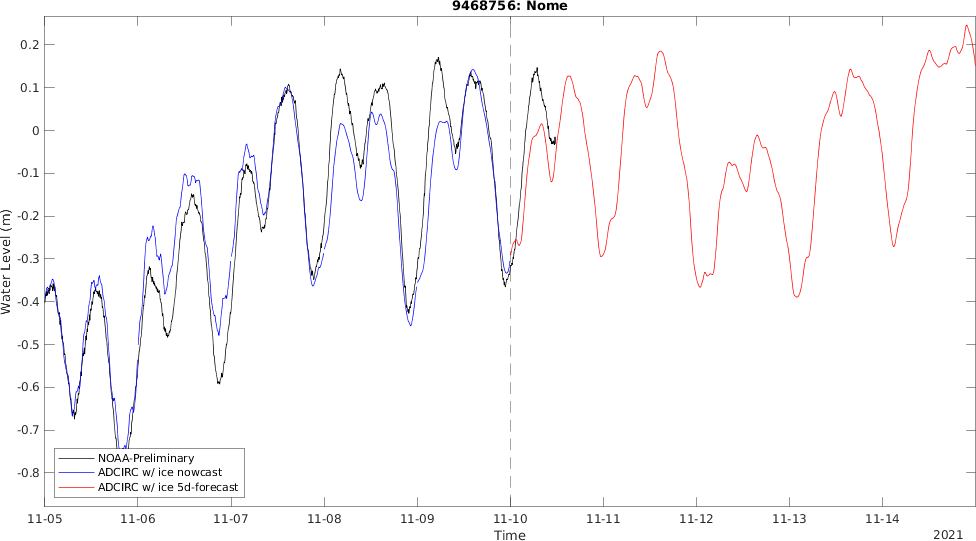 9468756: Nome
0.2
0.1
0
-0.1
-0.2
-0.3
-0.4
-0.5
-0.6
-0.7
-0.8
Water Level (m)
NOAA-Preliminary
ADCIRC w/ ice nowcast
ADCIRC w/ ice 5d-forecast
11-05 11-06 11-07 11-08 11-09 11-10 11-11 11-12 11-13 11-14
Time
2021